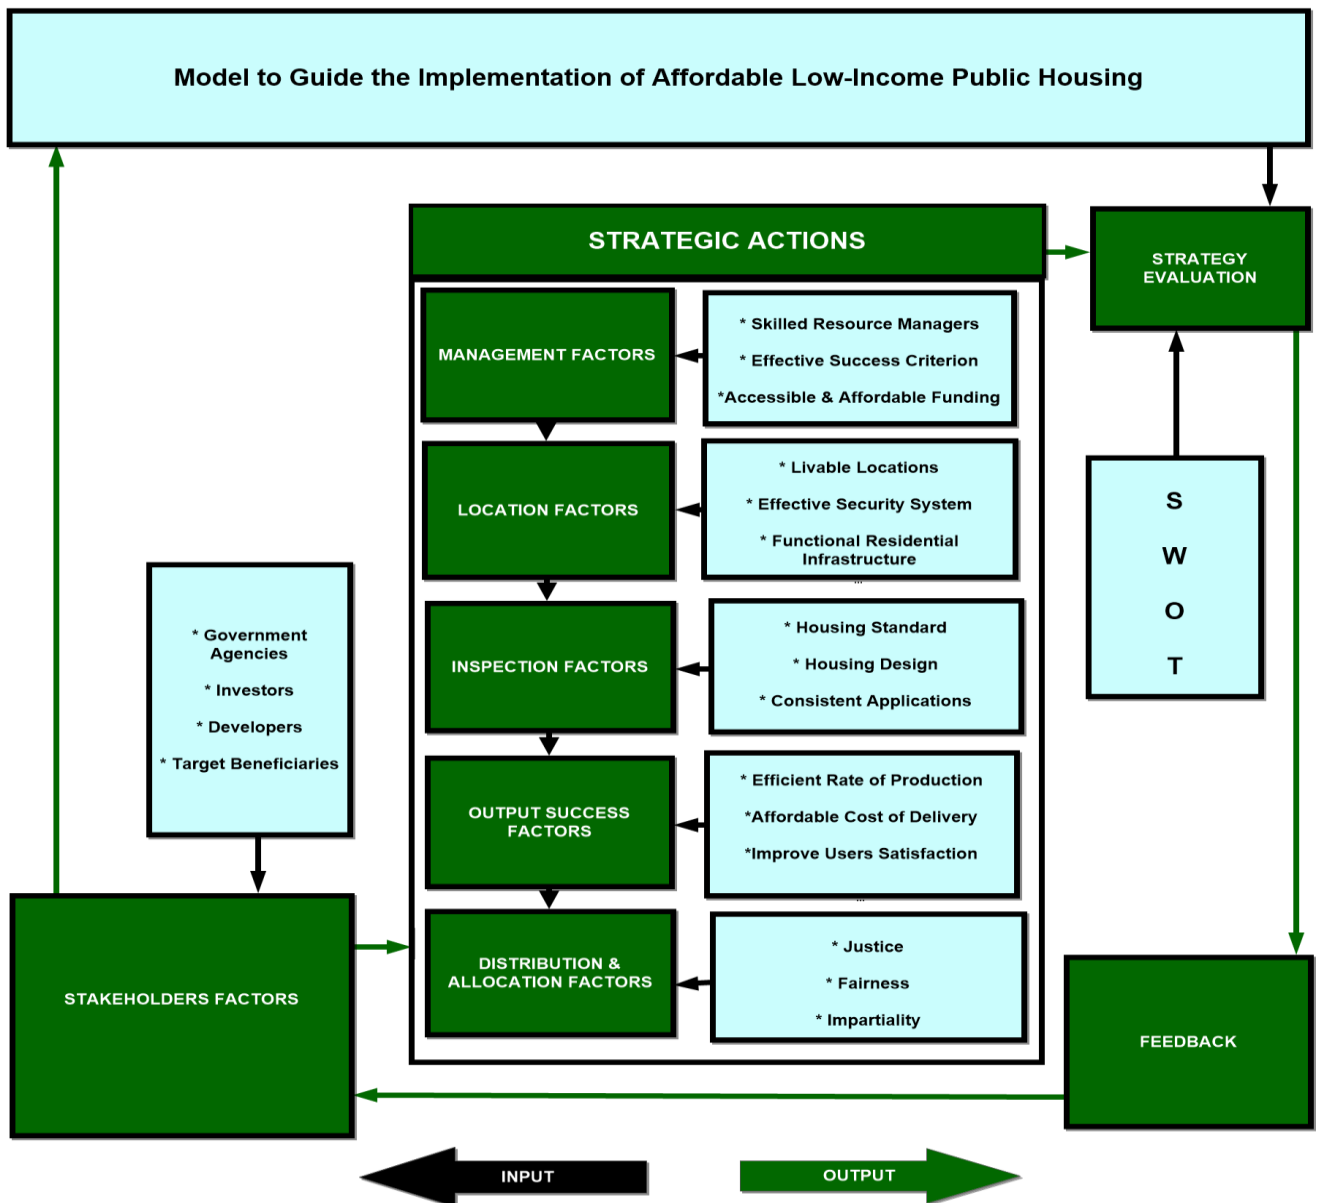 Model to Guide the Implementation of Affordable Low-Income Public Housing
STRATEGIC ACTIONS
STRATEGY
EVALUATION
MANAGEMENT FACTORS
* Skilled Resource Managers
* Effective Success Criterion
*Accessible & Affordable Funding
LOCATION FACTORS
* Livable Locations
* Effective Security System
* Functional Residential
Infrastructure
...
S
W
O
T
* Government
Agencies
* Investors
* Developers
* Target Beneficiaries
INSPECTION FACTORS
* Housing Standard
* Housing Design
* Consistent Applications
OUTPUT SUCCESS
FACTORS
* Efficient Rate of Production
*Affordable Cost of Delivery
*Improve Users Satisfaction
...
STAKEHOLDERS FACTORS
DISTRIBUTION &
ALLOCATION FACTORS
* Justice
* Fairness
* Impartiality
FEEDBACK
INPUT
OUTPUT